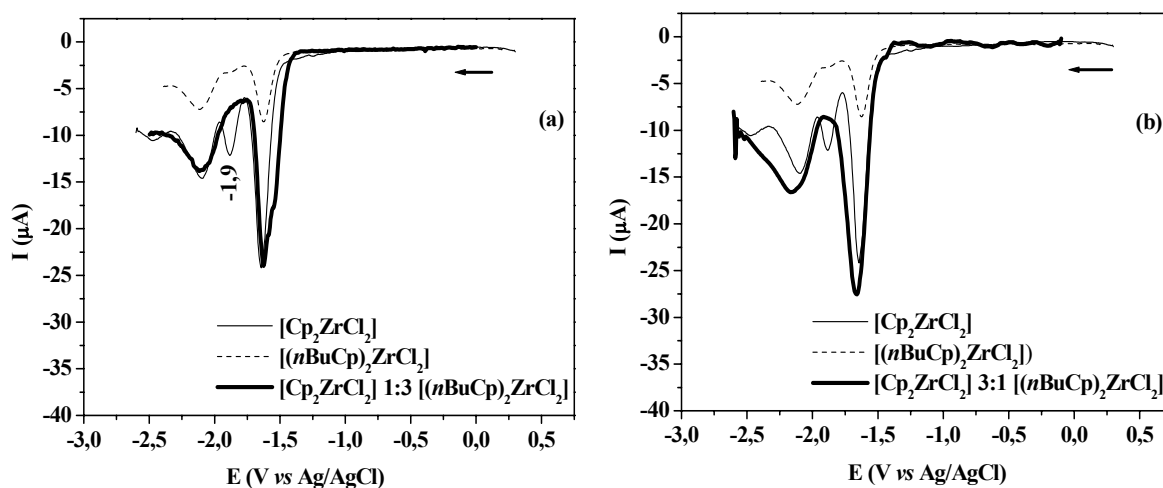 0
-5
-10
-15
-20
-25
-30
-35
-40
I (µA)
(a)
-1,9
[Cp₂ZrCl₂]
[(nBuCp)₂ZrCl₂]
[Cp₂ZrCl₂] 1:3 [(nBuCp)₂ZrCl₂]
-3,0 -2,5 -2,0 -1,5 -1,0 -0,5 0,0 0,5
E (V vs Ag/AgCl)
0
-5
-10
-15
-20
-25
-30
-35
-40
I (µA)
(b)
[Cp₂ZrCl₂]
[(nBuCp)₂ZrCl₂])
[Cp₂ZrCl₂] 3:1 [(nBuCp)₂ZrCl₂]
-3,0 -2,5 -2,0 -1,5 -1,0 -0,5 0,0 0,5
E (V vs Ag/AgCl)